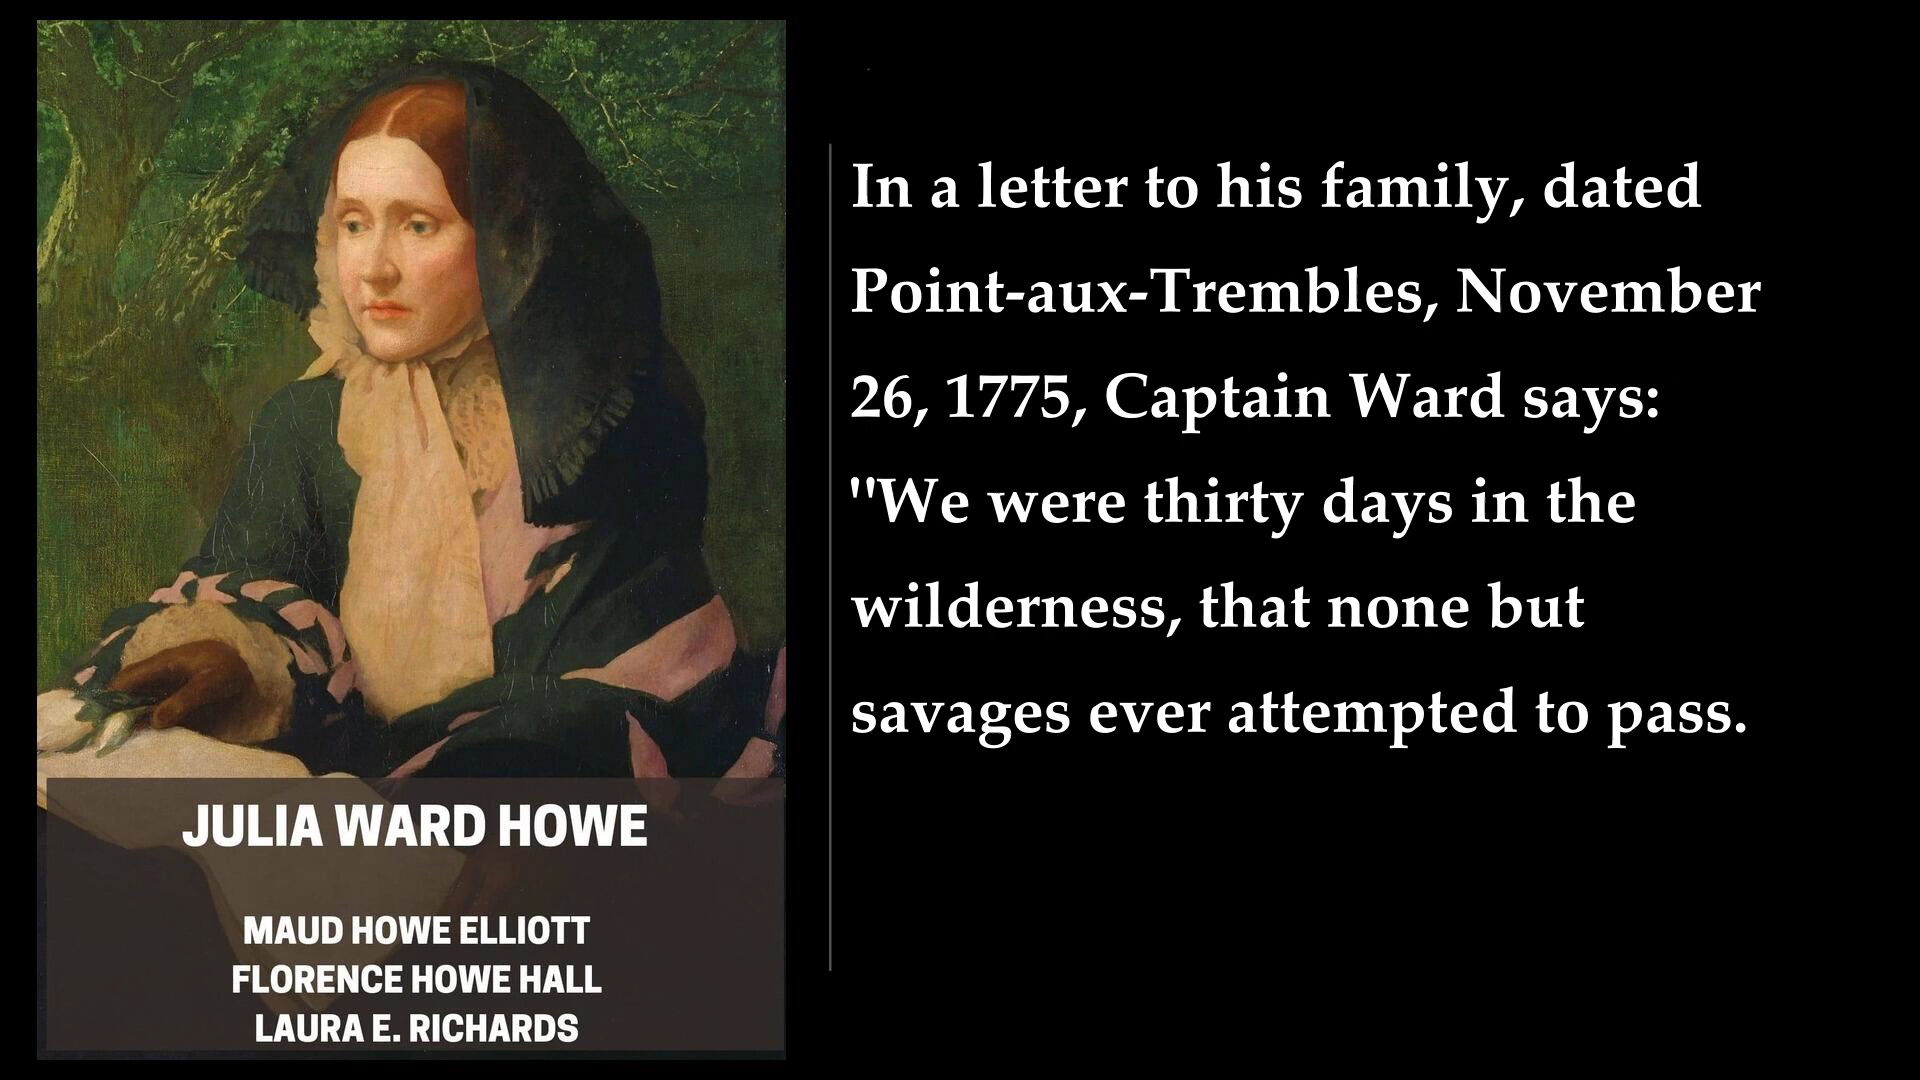 JULIA WARD HOWE
MAUD HOWE ELLIOTT
FLORENCE HOWE HALL
LAURA E. RICHARDS
In a letter to his family, dated
Point-aux-Trembles, November
26, 1775, Captain Ward says:
"We were thirty days in the
wilderness, that none but
savages ever attempted to pass.